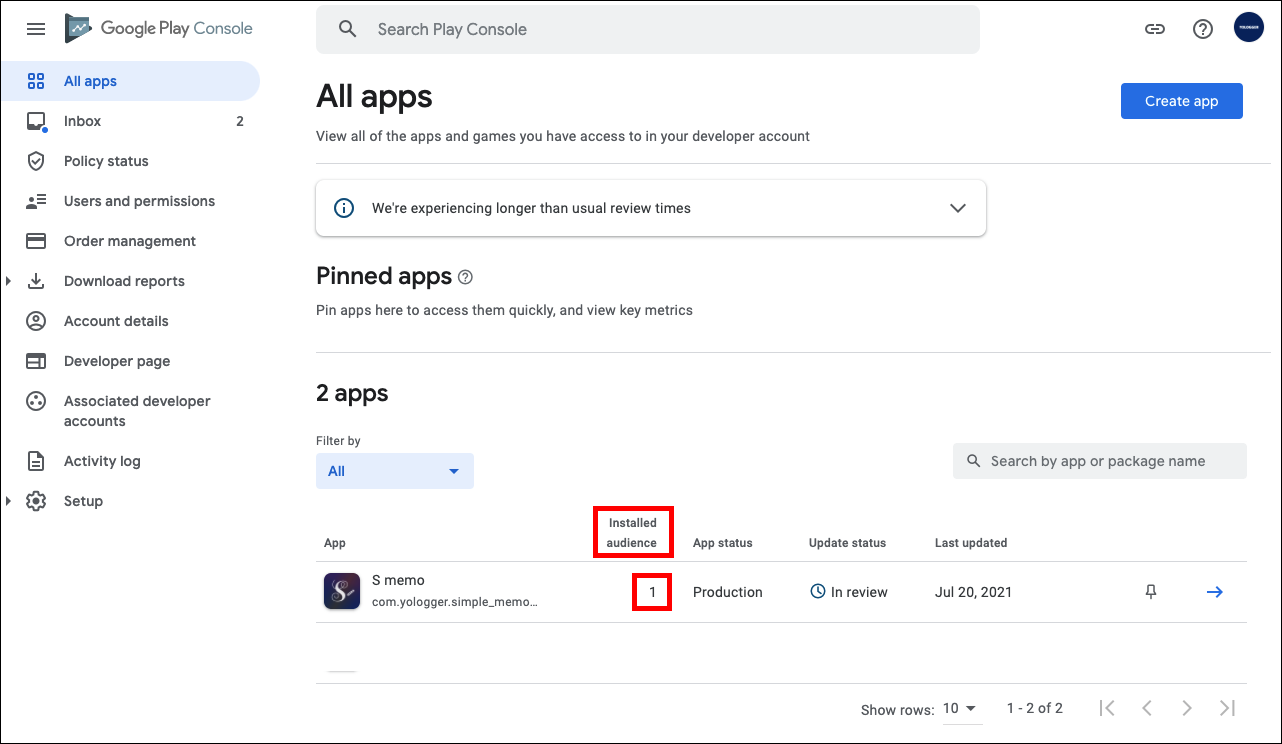 Google Play Console
Search Play Console
YOLOGGER
All apps
Inbox 2
Policy status
Users and permissions
Order management
Download reports
Account details
Developer page
Associated developer
accounts
Activity log
Setup
All apps
Create app
View all of the apps and games you have access to in your developer account
We're experiencing longer than usual review times
Pinned apps
Pin apps here to access them quickly, and view key metrics
2 apps
Filter by
All
Search by app or package name
App Installed audience App status Update status Last updated
S memo
com.yologger.simple_memo…
1 Production In review Jul 20, 2021
Show rows: 10 1 - 2 of 2